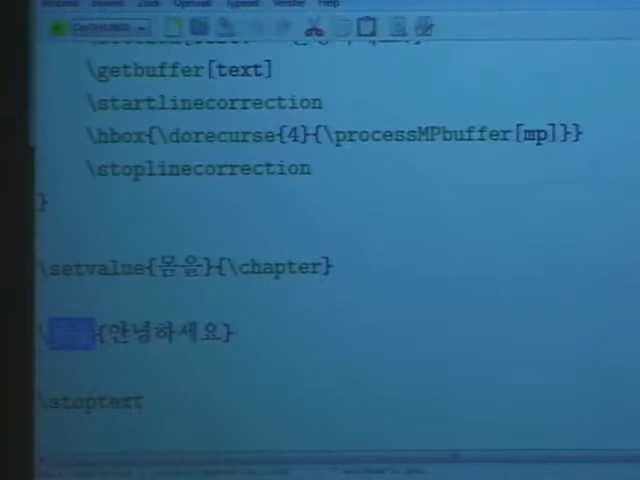 \getbuffer[text]
\startlinecorrection
\hbox{\dorecurse{4}{\processMPbuffer[mp]}}
\stoplinecorrection
}
\setvalue{몸을}{\chapter}
{안녕하세요}
\stoptext